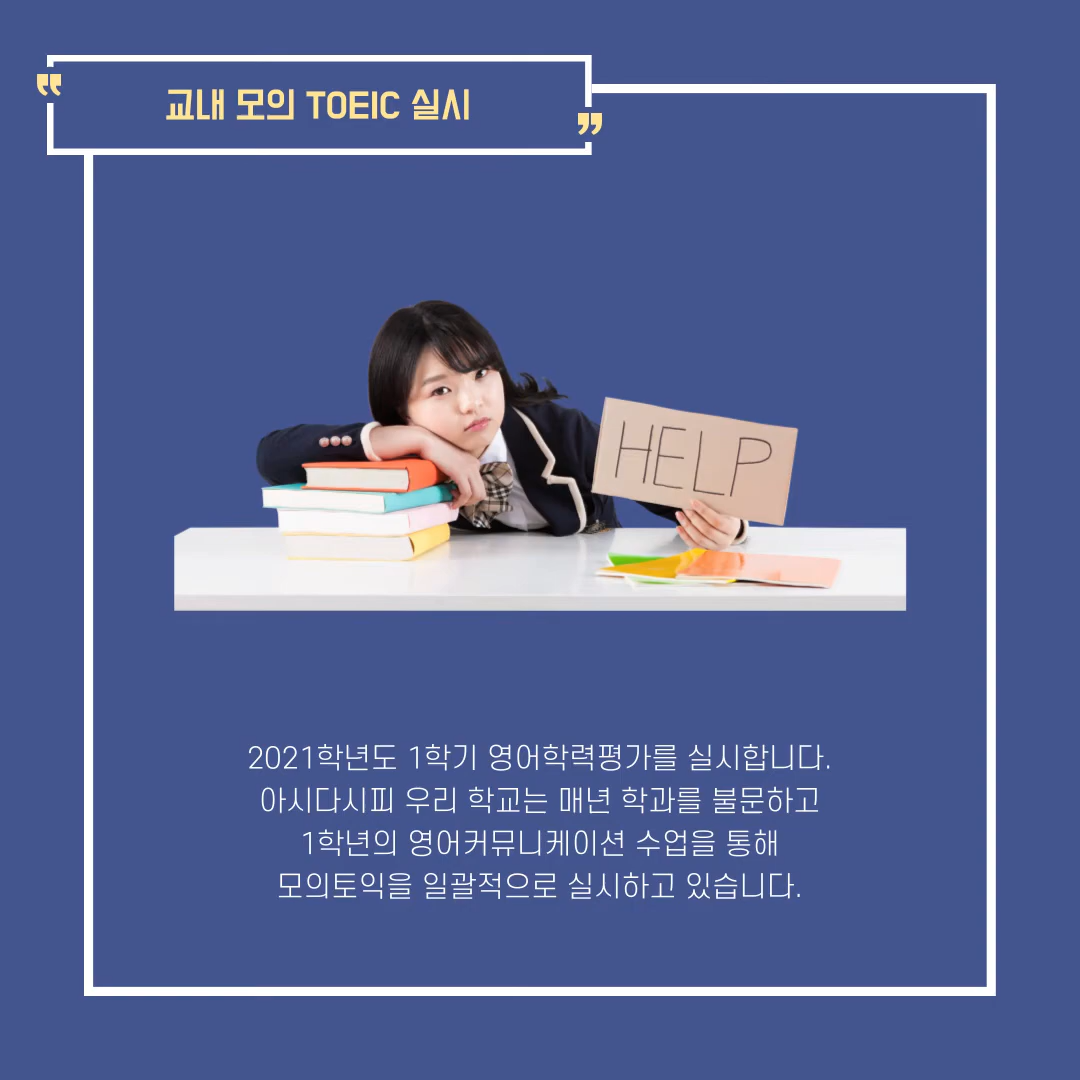 ❞
교내 모의 TOEIC 실시
❞
HELP
2021학년도 1학기 영어학력평가를 실시합니다.
아시다시피 우리 학교는 매년 학과를 불문하고
1학년의 영어커뮤니케이션 수업을 통해
모의토익을 일괄적으로 실시하고 있습니다.